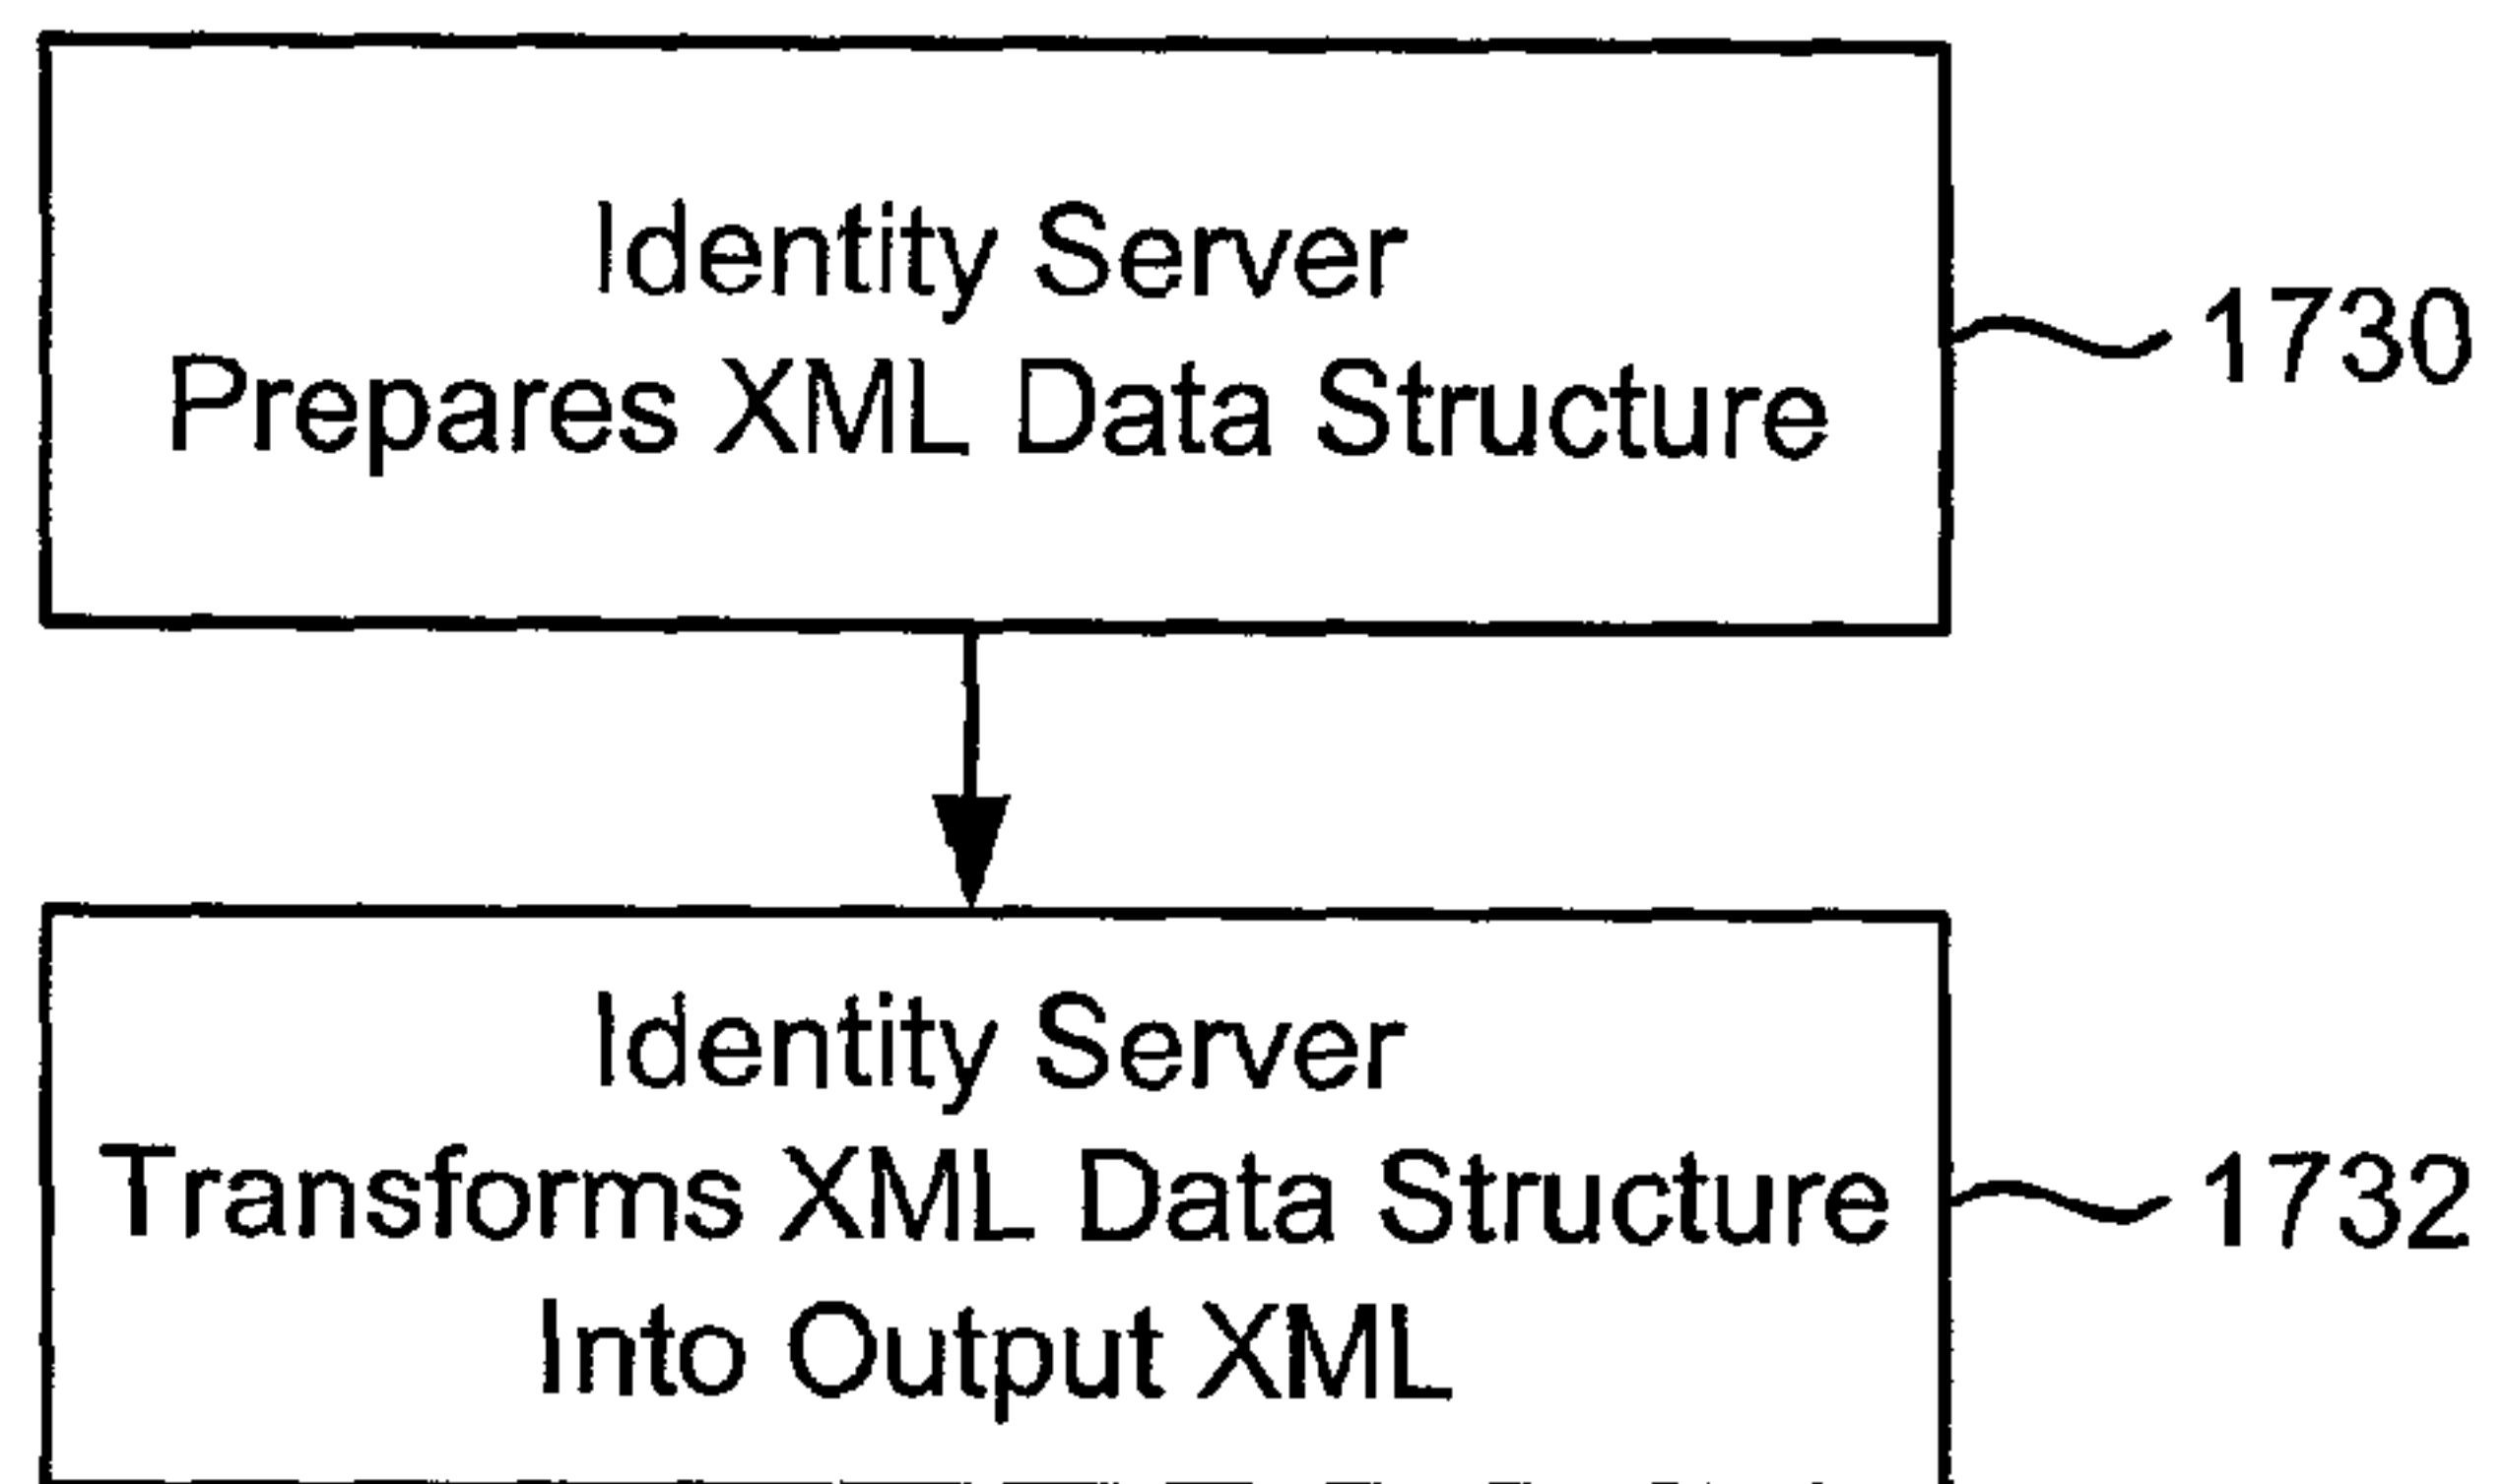 Identity Server
Prepares XML Data Structure
1730
Identity Server
Transforms XML Data Structure
Into Output XML
1732